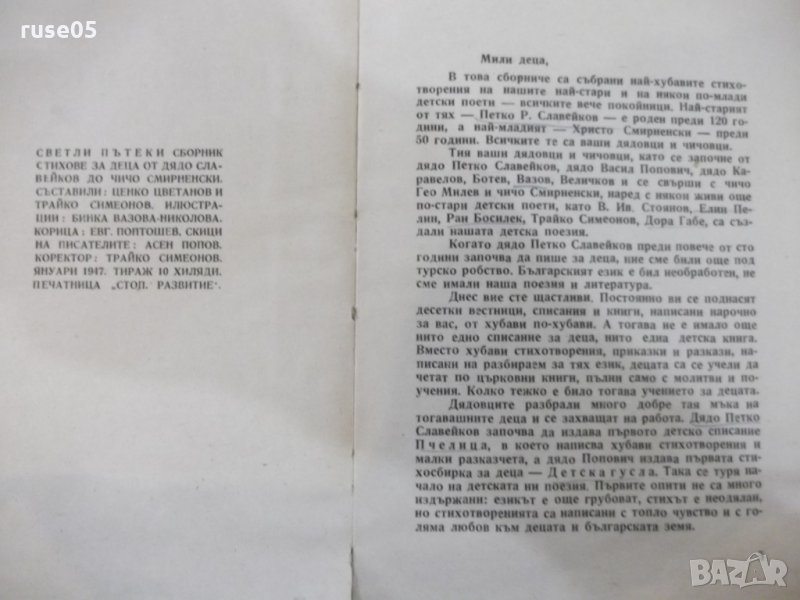 ruse05
СВЕТЛИ ПЪТЕКИ СБОРНИК
СТИХОВЕ ЗА ДЕЦА ОТ ДЯДО СЛА-
ВЕЙКОВ ДО ЧИЧО СМИРНЕНСКИ.
СЪСТАВИЛИ: ЦЕНКО ЦВЕТАНОВ И
ТРАЙКО СИМЕОНОВ. ИЛЮСТРА-
ЦИИ: БИНКА ВАЗОВА-НИКОЛОВА.
КОРИЦА: ЕВГ. ПОПТОШЕВ. СКИЦИ
НА ПИСАТЕЛИТЕ: АСЕН ПОПОВ.
КОРЕКТОР: ТРАЙКО СИМЕОНОВ.
ЯНУАРИ 1947. ТИРАЖ 10 ХИЛЯДИ.
ПЕЧАТНИЦА „СТОП. РАЗВИТИЕ“.
Мили деца,
В това сборниче са събрани най-хубавите стихо-
творения на нашите най-стари и на някои по-млади
детски поети — всичките вече покойници. Най-старият
от тях — Петко Р. Славейков — е роден преди 120 го-
дини, а най-младият — Христо Смирненски — преди
50 години. Всичките те са ваши дядовци и чичовци.
Тия ваши дядовци и чичовци, като се започне от
дядо Петко Славейков, дядо Васил Попович, дядо Ка-
равелов, Ботев, Вазов, Величков и се свърши с чичо
Гео Милев и чичо Смирненски, наред с някои живи още
по-стари детски поети, като В. Ив. Стоянов, Елин Пе-
лин, Ран Босилек, Трайко Симеонов, Дора Габе, са съз-
дали нашата детска поезия.
Когато дядо Петко Славейков преди повече от сто
години започва да пише за деца, ние сме били още под
турско робство. Българският език е бил необработен, не
сме имали наша поезия и литература.
Днес вие сте щастливи. Постоянно ви се поднасят
десетки вестници, списания и книги, написани нарочно
за вас, от хубави по-хубави. А тогава не е имало още
нито едно списание за деца, нито една детска книга.
Вместо хубави стихотворения, приказки и разкази, на-
писани на разбираем за тях език, децата са се учели да
четат по църковни книги, пълни само с молитви и по-
учения. Колко тежко е било тогава учението за децата.
Дядовците разбрали много добре тая мъка на
тогавашните деца и се захващат на работа. Дядо Петко
Славейков започва да издава първото детско списание
Пчелица, в което написва хубави стихотворения и
малки разказчета, а дядо Попович издава първата сти-
хосбирка за деца — Детска гусла. Така се туря на-
чало на детската ни поезия. Първите опити не са много
издържани: езикът е още грубоват, стихът е неодялан,
но стихотворенията са написани с топло чувство и с го-
ляма любов към децата и българската земя.
BAZAR
.bg